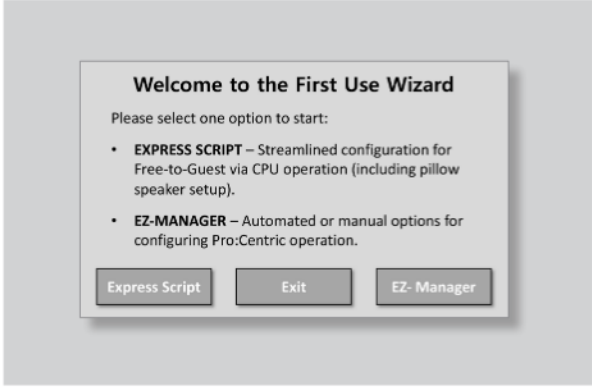 Welcome to the First Use Wizard
Please select one option to start:
• EXPRESS SCRIPT – Streamlined configuration for
Free-to-Guest via CPU operation (including pillow
speaker setup).
• EZ-MANAGER – Automated or manual options for
configuring Pro:Centric operation.
Express Script
Exit
EZ- Manager